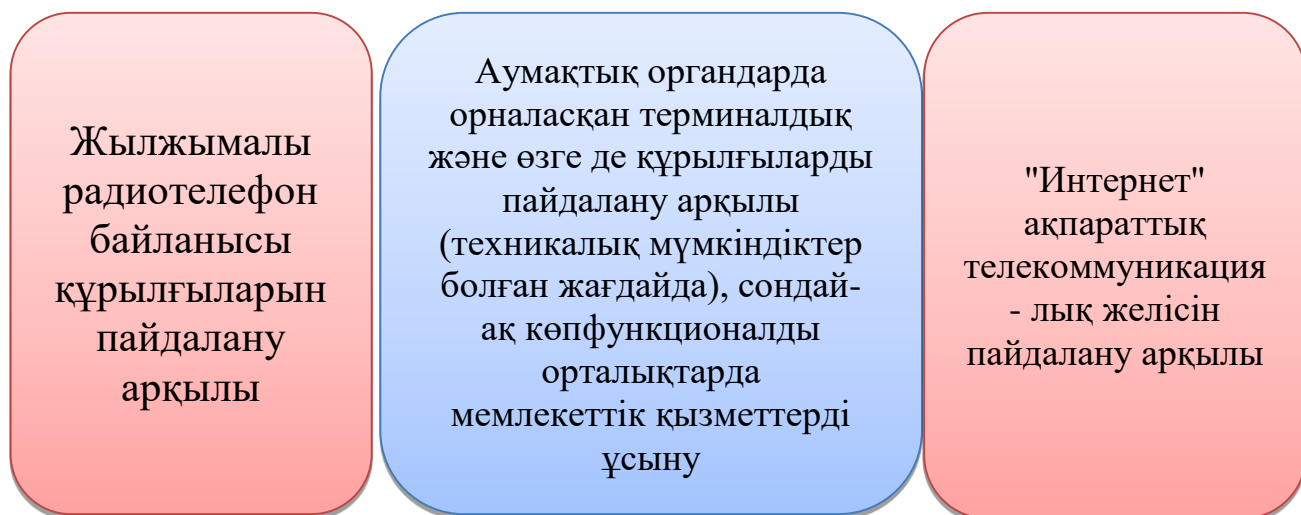 Жылжымалы
радиотелефон
байланысы
құрылғыларын
пайдалану
арқылы
Аумақтық органдарда
орналасқан терминалдық
және өзге де құрылғыларды
пайдалану арқылы
(техникалық мүмкіндіктер
болған жағдайда), сондай-
ақ көпфункционалды
орталықтарда
мемлекеттік қызметтерді
ұсыну
"Интернет"
ақпараттық
телекоммуникация
- лық желісін
пайдалану арқылы